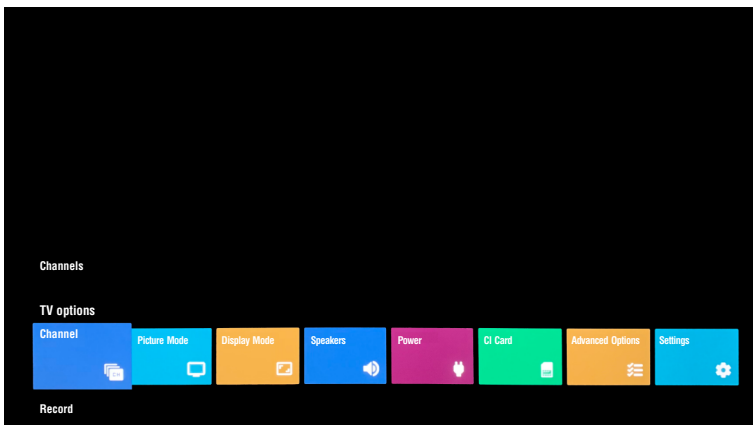 Channels
TV options
Channel
Picture Mode
Display Mode
Speakers
Power
CI Card
Advanced Options
Settings
Record